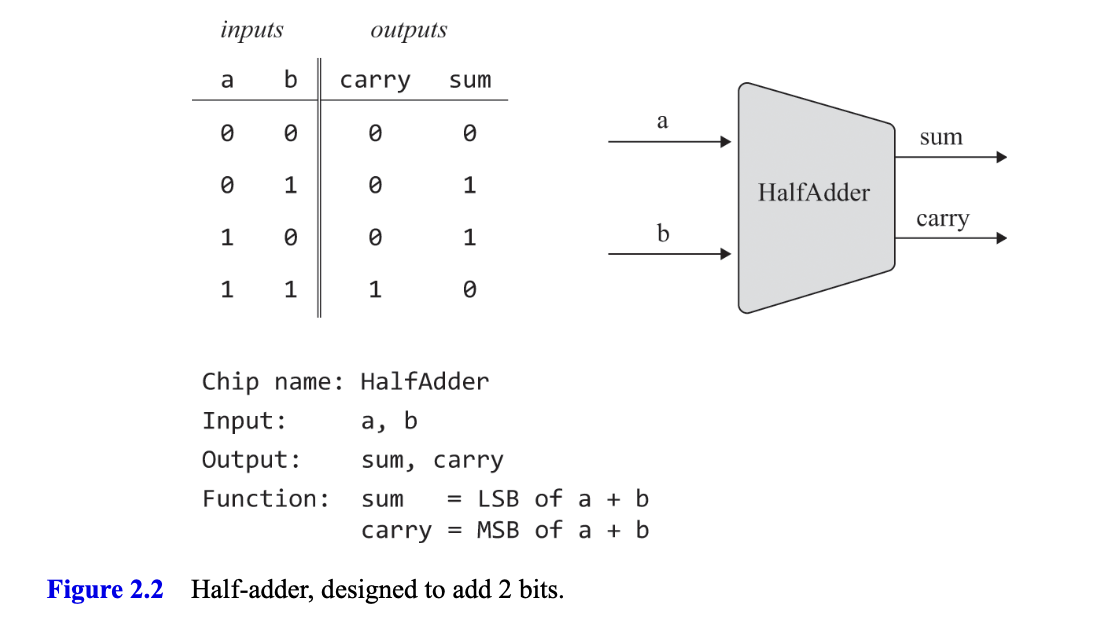 inputs outputs
a b carry sum
0 0 0 0
0 1 0 1
1 0 0 1
1 1 1 0
a
b
HalfAdder
sum
carry
Chip name: HalfAdder
Input: a, b
Output: sum, carry
Function: sum = LSB of a + b
carry = MSB of a + b
Figure 2.2 Half-adder, designed to add 2 bits.